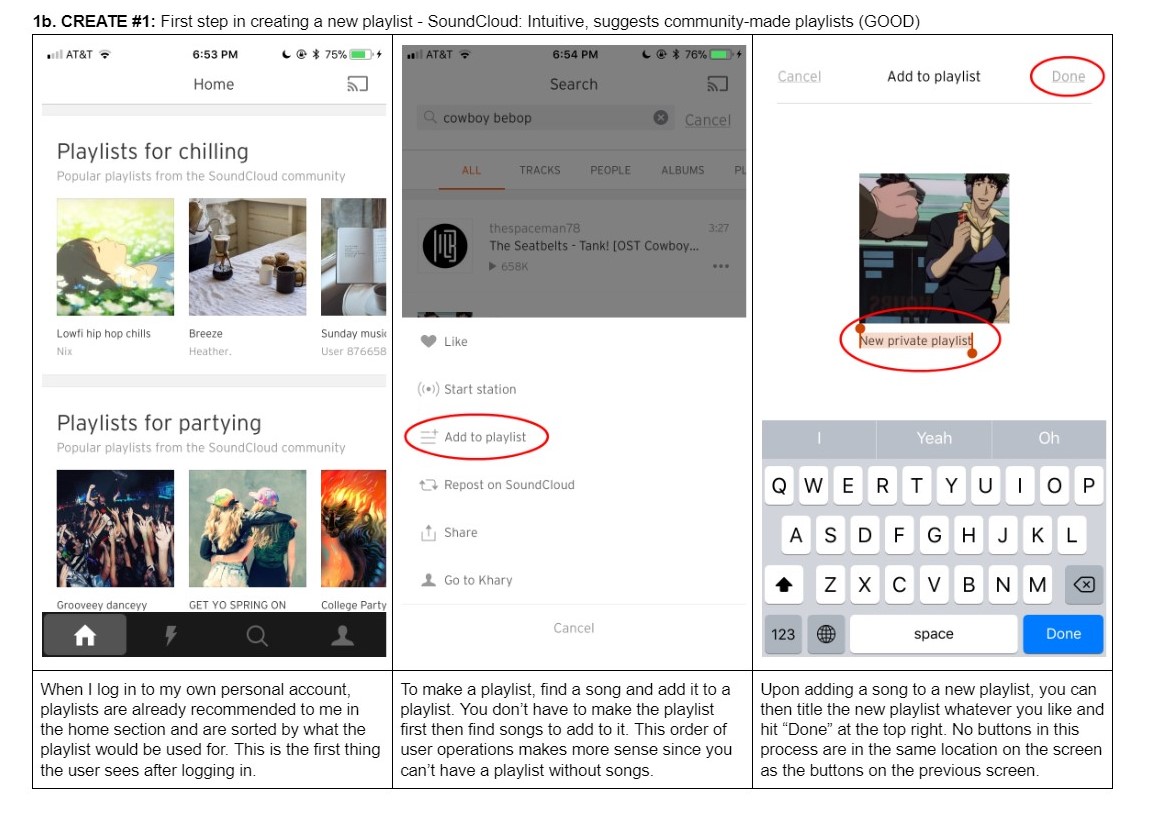 1b. CREATE #1: First step in creating a new playlist - SoundCloud: Intuitive, suggests community-made playlists (GOOD)
AT&T 6:53 PM 75%
Home
Playlists for chilling
Popular playlists from the SoundCloud community
Lowfi hip hop chills Breeze Sunday musi
Nix Heather. User 876658
Playlists for partying
Popular playlists from the SoundCloud community
Grooveey danceyy GET YO SPRING ON College Party
AT&T 6:54 PM 76%
Search
cowboy bebop Cancel
ALL TRACKS PEOPLE ALBUMS PL
thespaceman78 3:27
The Seatbelts - Tank! [OST Cowboy...
658K
Like
Start station
Add to playlist
Repost on SoundCloud
Share
Go to Khary
Cancel
Cancel Add to playlist Done
New private playlist
I Yeah Oh
Q W E R T Y U I O P
A S D F G H J K L
Z X C V B N M
123 space Done
When I log in to my own personal account,
playlists are already recommended to me in
the home section and are sorted by what the
playlist would be used for. This is the first thing
the user sees after logging in.
To make a playlist, find a song and add it to a
playlist. You don’t have to make the playlist
first then find songs to add to it. This order of
user operations makes more sense since you
can’t have a playlist without songs.
Upon adding a song to a new playlist, you can
then title the new playlist whatever you like and
hit “Done” at the top right. No buttons in this
process are in the same location on the screen
as the buttons on the previous screen.